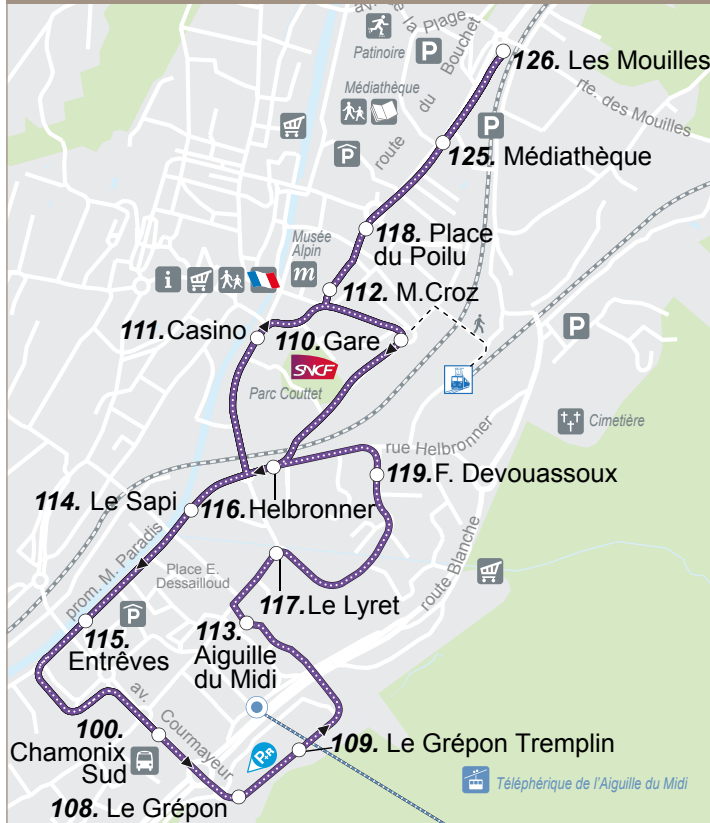 av.
la Plage
Patinoire
P
Bouchet
du
route
126. Les Mouilles
rte. des Mouilles
Médiathèque
P
P
125. Médiathèque
Musée
Alpin
m
118. Place
du Poilu
i
112. M.Croz
111. Casino
110. Gare
SNCF
Parc Couttet
P
Cimetière
rue Helbronner
119. F. Devouassoux
114. Le Sapi
116. Helbronner
prom. M. Paradis
Place E.
Dessailloud
route Blanche
117. Le Lyret
P
113.
Aiguille
du Midi
115.
Entrêves
av.
Courmayeur
100.
Chamonix
Sud
P+R
109. Le Grépon Tremplin
Téléphérique de l'Aiguille du Midi
108. Le Grépon